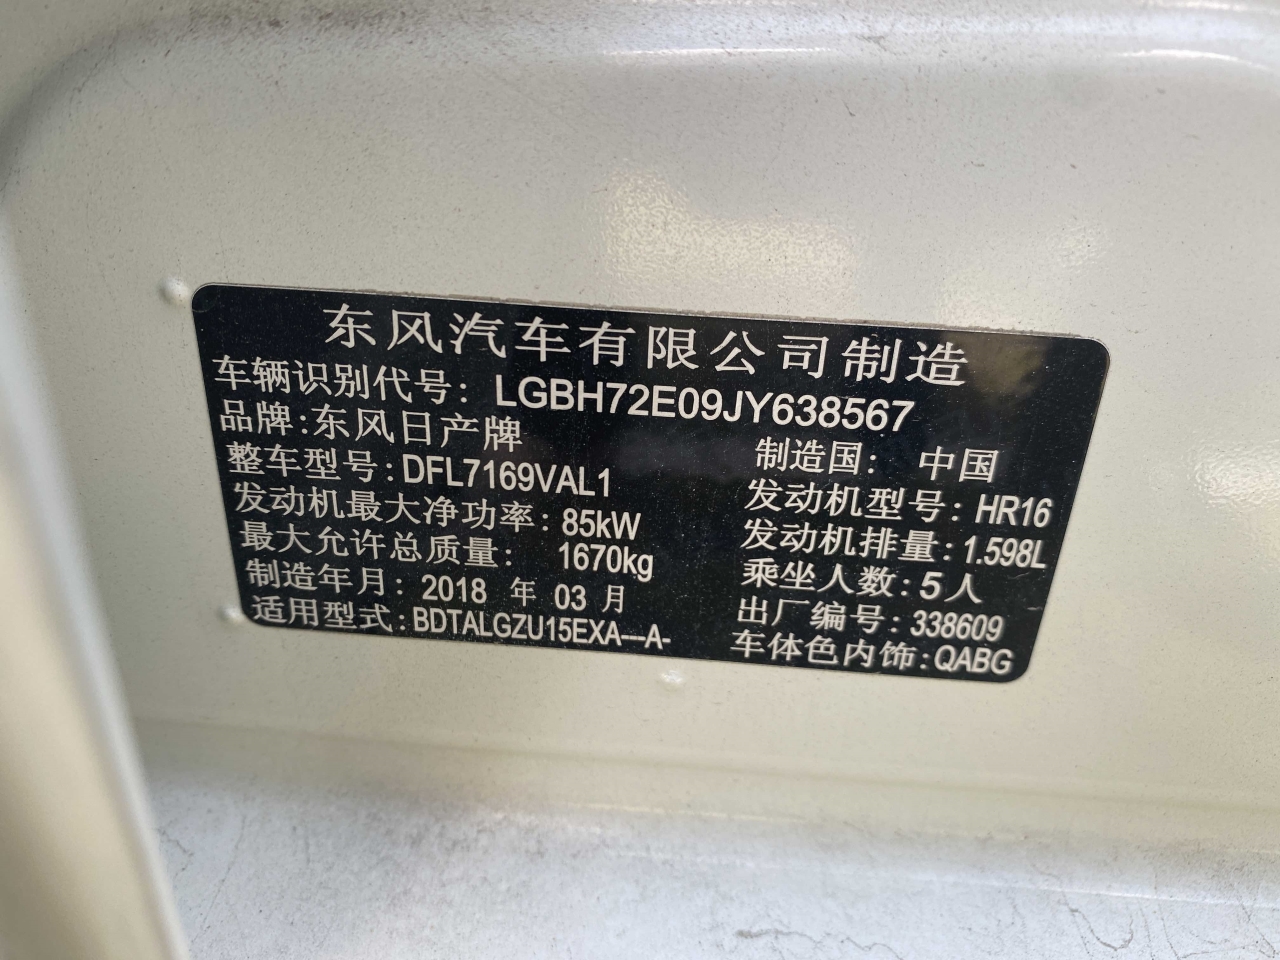 东风汽车有限公司制造
车辆识别代号: LGBH72E09JY638567
品牌:东风日产牌 制造国: 中国
整车型号:DFL7169VAL1 发动机型号: HR16
发动机最大净功率: 85kW 发动机排量: 1.598L
最大允许总质量: 1670kg 乘坐人数: 5人
制造年月: 2018 年 03 月 出厂编号: 338609
适用型式: BDTALGZU15EXA---A- 车体色内饰: QABG